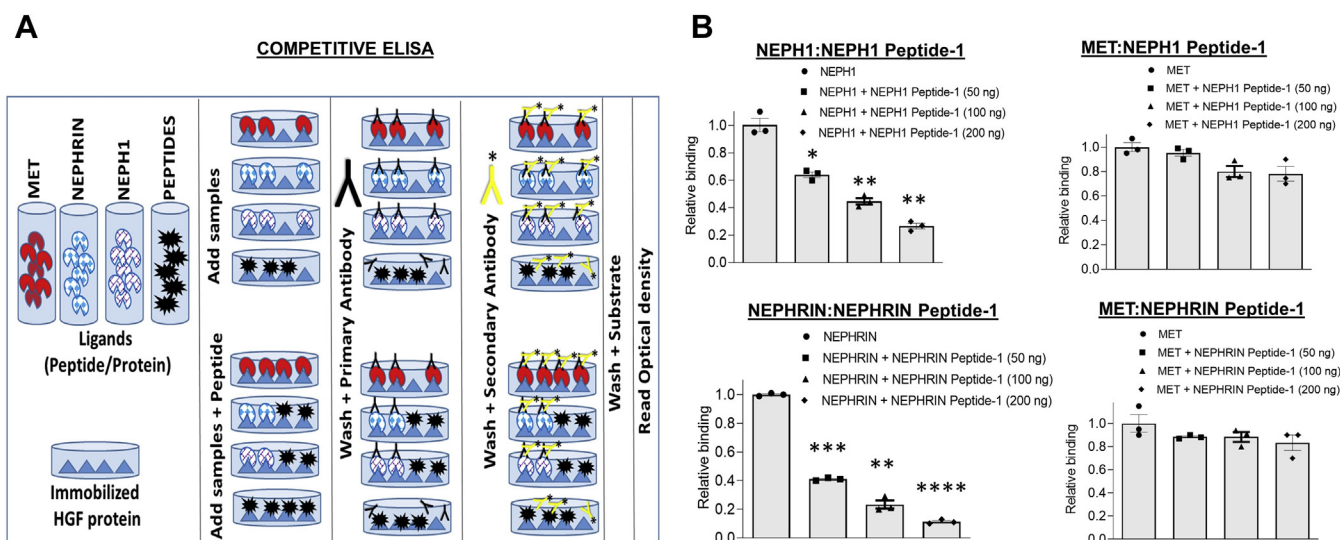 A
COMPETITIVE ELISA
MET
NEPHRIN
NEPH1
PEPTIDES
Ligands
(Peptide/Protein)
Immobilized
HGF protein
Add samples
Add samples + Peptide
Wash + Primary Antibody
*
Wash + Secondary Antibody
Wash + Substrate
Read Optical density
B
NEPH1:NEPH1 Peptide-1
NEPH1
NEPH1 + NEPH1 Peptide-1 (50 ng)
NEPH1 + NEPH1 Peptide-1 (100 ng)
NEPH1 + NEPH1 Peptide-1 (200 ng)
Relative binding
1.0
0.8
0.6
0.4
0.2
0.0
*
**
**
MET:NEPH1 Peptide-1
MET
MET + NEPH1 Peptide-1 (50 ng)
MET + NEPH1 Peptide-1 (100 ng)
MET + NEPH1 Peptide-1 (200 ng)
Relative binding
1.0
0.8
0.6
0.4
0.2
0.0
NEPHRIN:NEPHRIN Peptide-1
NEPHRIN
NEPHRIN + NEPHRIN Peptide-1 (50 ng)
NEPHRIN + NEPHRIN Peptide-1 (100 ng)
NEPHRIN + NEPHRIN Peptide-1 (200 ng)
Relative binding
1.0
0.8
0.6
0.4
0.2
0.0
***
**
****
MET:NEPHRIN Peptide-1
MET
MET + NEPHRIN Peptide-1 (50 ng)
MET + NEPHRIN Peptide-1 (100 ng)
MET + NEPHRIN Peptide-1 (200 ng)
Relative binding
1.0
0.8
0.6
0.4
0.2
0.0